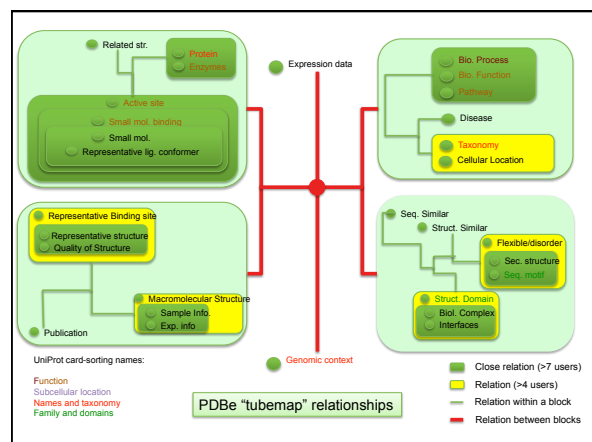 Related str.
Protein
Enzymes
Active site
Small mol. binding
Small mol.
Representative lig. conformer
Expression data
Bio. Process
Bio. Function
Pathway
Disease
Taxonomy
Cellular Location
Representative Binding site
Representative structure
Quality of Structure
Macromolecular Structure
Sample Info.
Exp. info
Publication
Seq. Similar
Struct. Similar
Flexible/disorder
Sec. structure
Seq. motif
Struct. Domain
Biol. Complex
Interfaces
Genomic context
UniProt card-sorting names:
Function
Subcellular location
Names and taxonomy
Family and domains
PDBe “tubemap” relationships
Close relation (>7 users)
Relation (>4 users)
Relation within a block
Relation between blocks